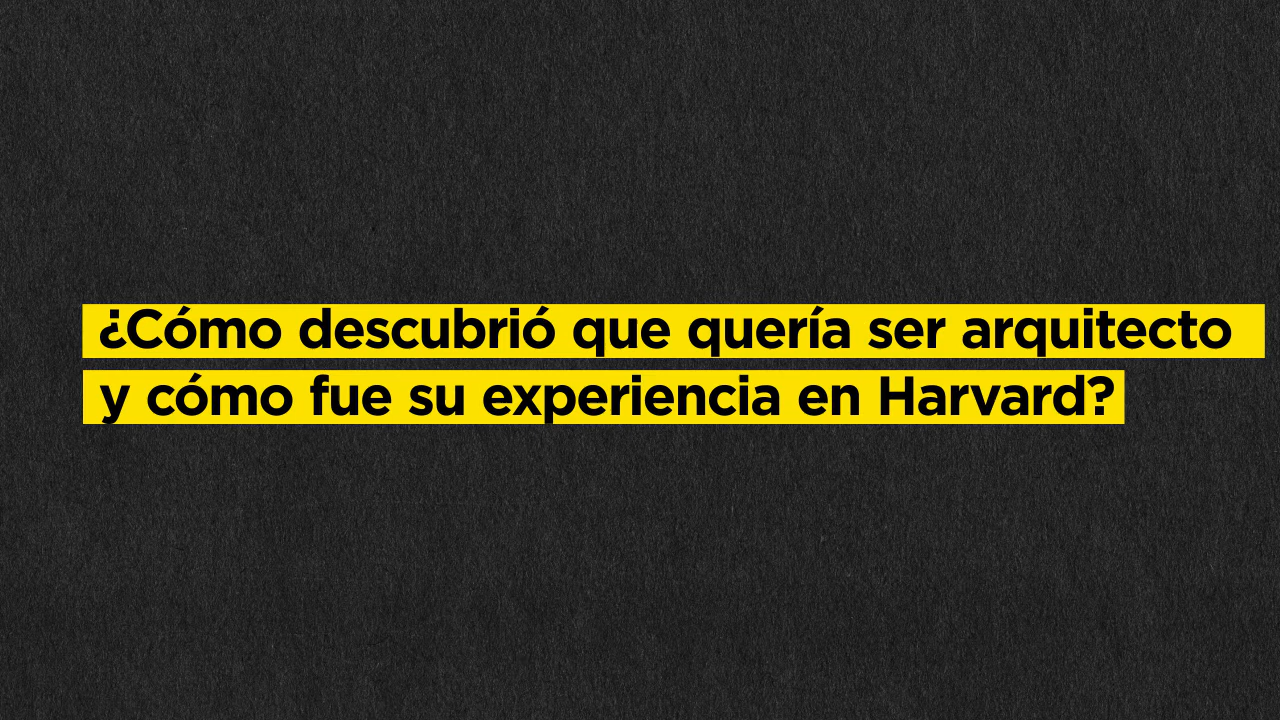 ¿Cómo descubrió que quería ser arquitecto
y cómo fue su experiencia en Harvard?